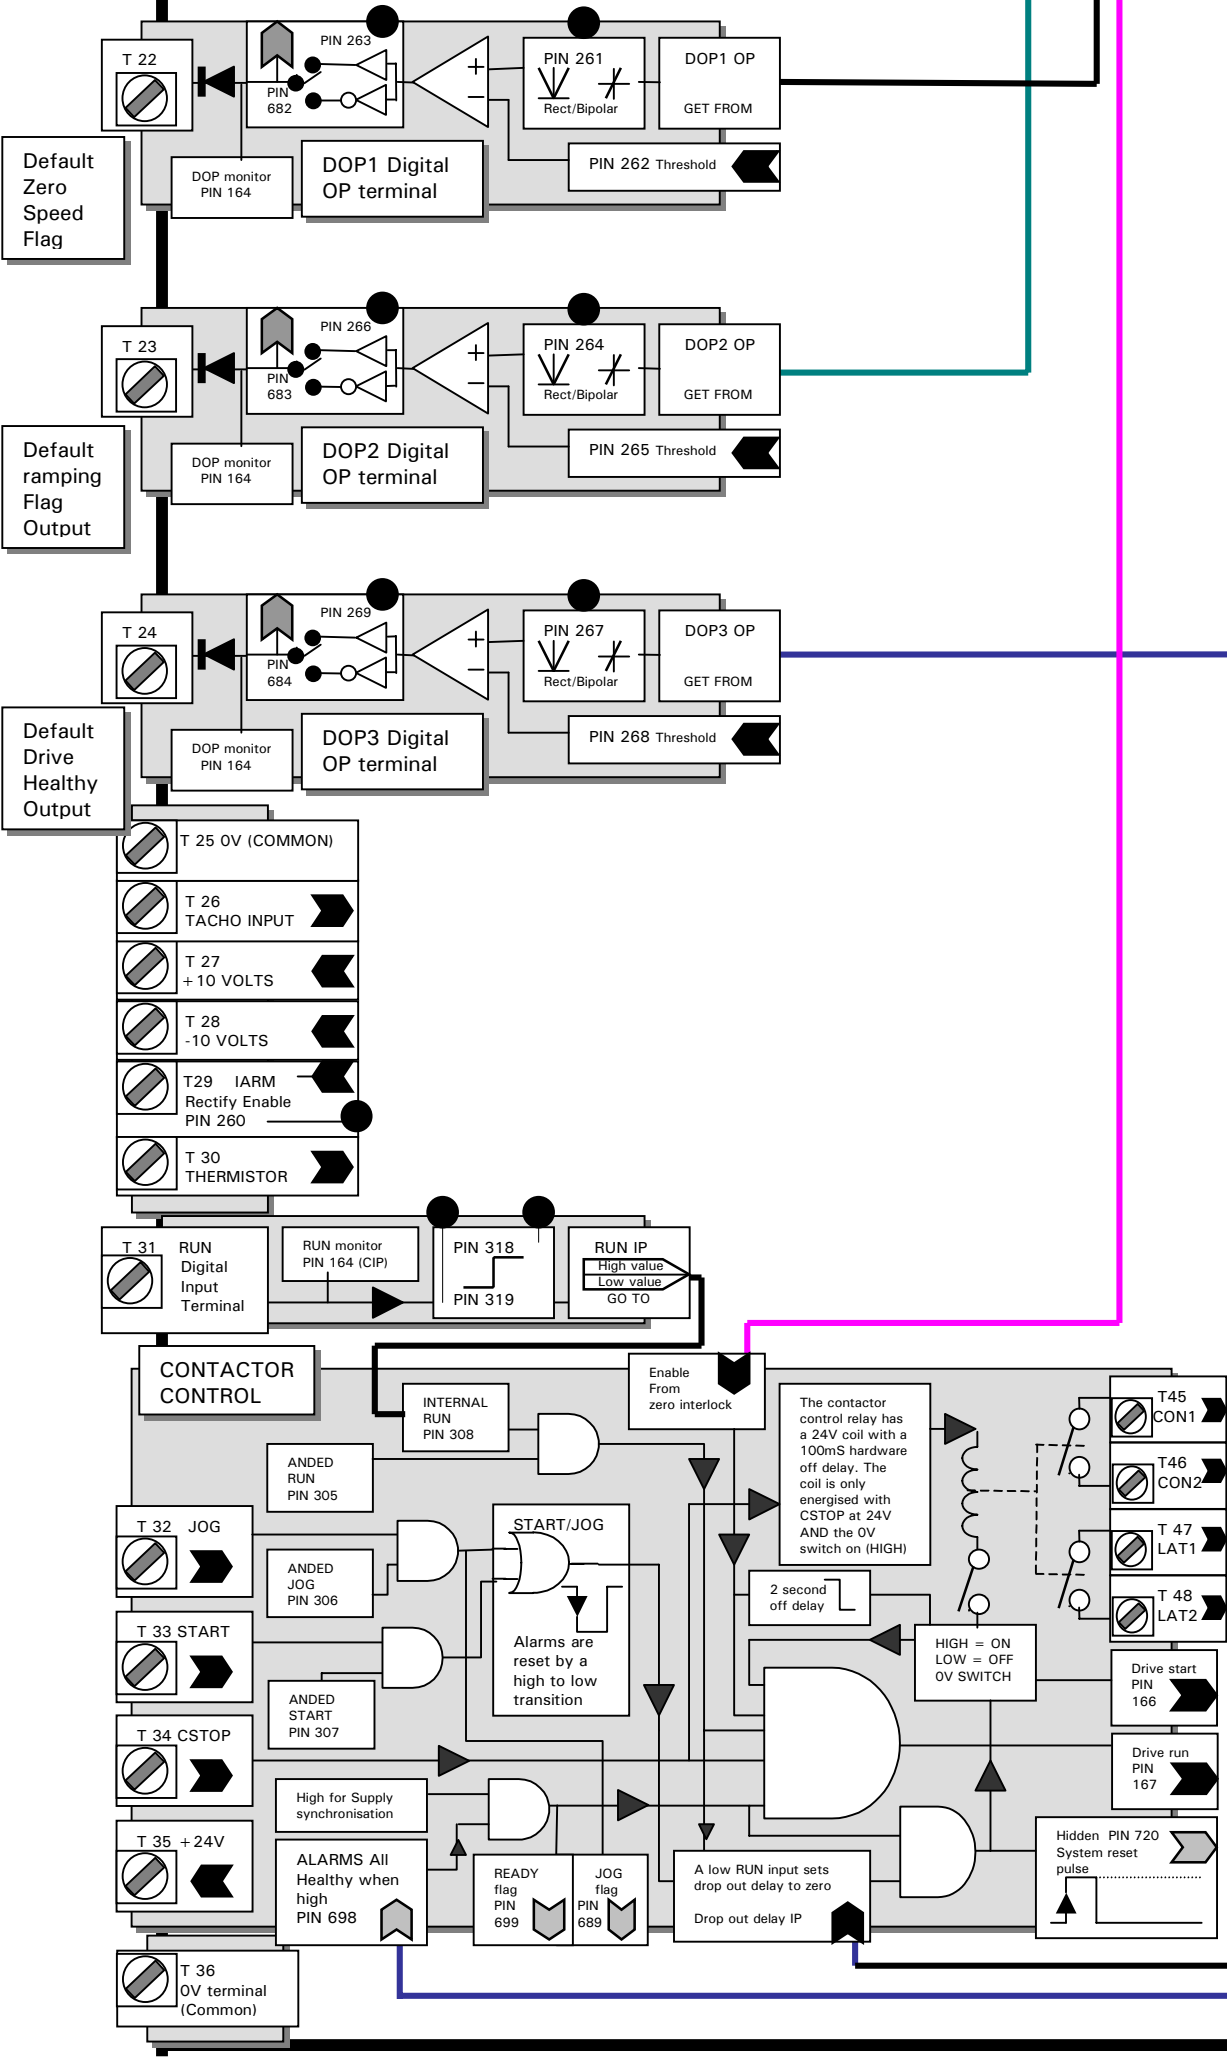 T 22
PIN 263
PIN
682
+
−
PIN 261
Rect/Bipolar
DOP1 OP
GET FROM
PIN 262 Threshold
DOP monitor
PIN 164
DOP1 Digital
OP terminal
Default
Zero
Speed
Flag
T 23
PIN 266
PIN
683
+
−
PIN 264
Rect/Bipolar
DOP2 OP
GET FROM
PIN 265 Threshold
DOP monitor
PIN 164
DOP2 Digital
OP terminal
Default
ramping
Flag
Output
T 24
PIN 269
PIN
684
+
−
PIN 267
Rect/Bipolar
DOP3 OP
GET FROM
PIN 268 Threshold
DOP monitor
PIN 164
DOP3 Digital
OP terminal
Default
Drive
Healthy
Output
T 25 0V (COMMON)
T 26
TACHO INPUT
T 27
+10 VOLTS
T 28
-10 VOLTS
T29 IARM
Rectify Enable
PIN 260
T 30
THERMISTOR
T 31 RUN
Digital
Input
Terminal
RUN monitor
PIN 164 (CIP)
PIN 318
PIN 319
RUN IP
High value
Low value
GO TO
CONTACTOR
CONTROL
INTERNAL
RUN
PIN 308
ANDED
RUN
PIN 305
Enable
From
zero interlock
The contactor
control relay has
a 24V coil with a
100mS hardware
off delay. The
coil is only
energised with
CSTOP at 24V
AND the 0V
switch on (HIGH)
T45
CON1
T46
CON2
T 47
LAT1
T 48
LAT2
T 32 JOG
ANDED
JOG
PIN 306
START/JOG
Alarms are
reset by a
high to low
transition
2 second
off delay
T 33 START
ANDED
START
PIN 307
HIGH = ON
LOW = OFF
0V SWITCH
Drive start
PIN
166
T 34 CSTOP
Drive run
PIN
167
High for Supply
synchronisation
T 35 +24V
ALARMS All
Healthy when
high
PIN 698
READY
flag
PIN
699
JOG
flag
PIN
689
A low RUN input sets
drop out delay to zero
Drop out delay IP
Hidden PIN 720
System reset
pulse
T 36
0V terminal
(Common)